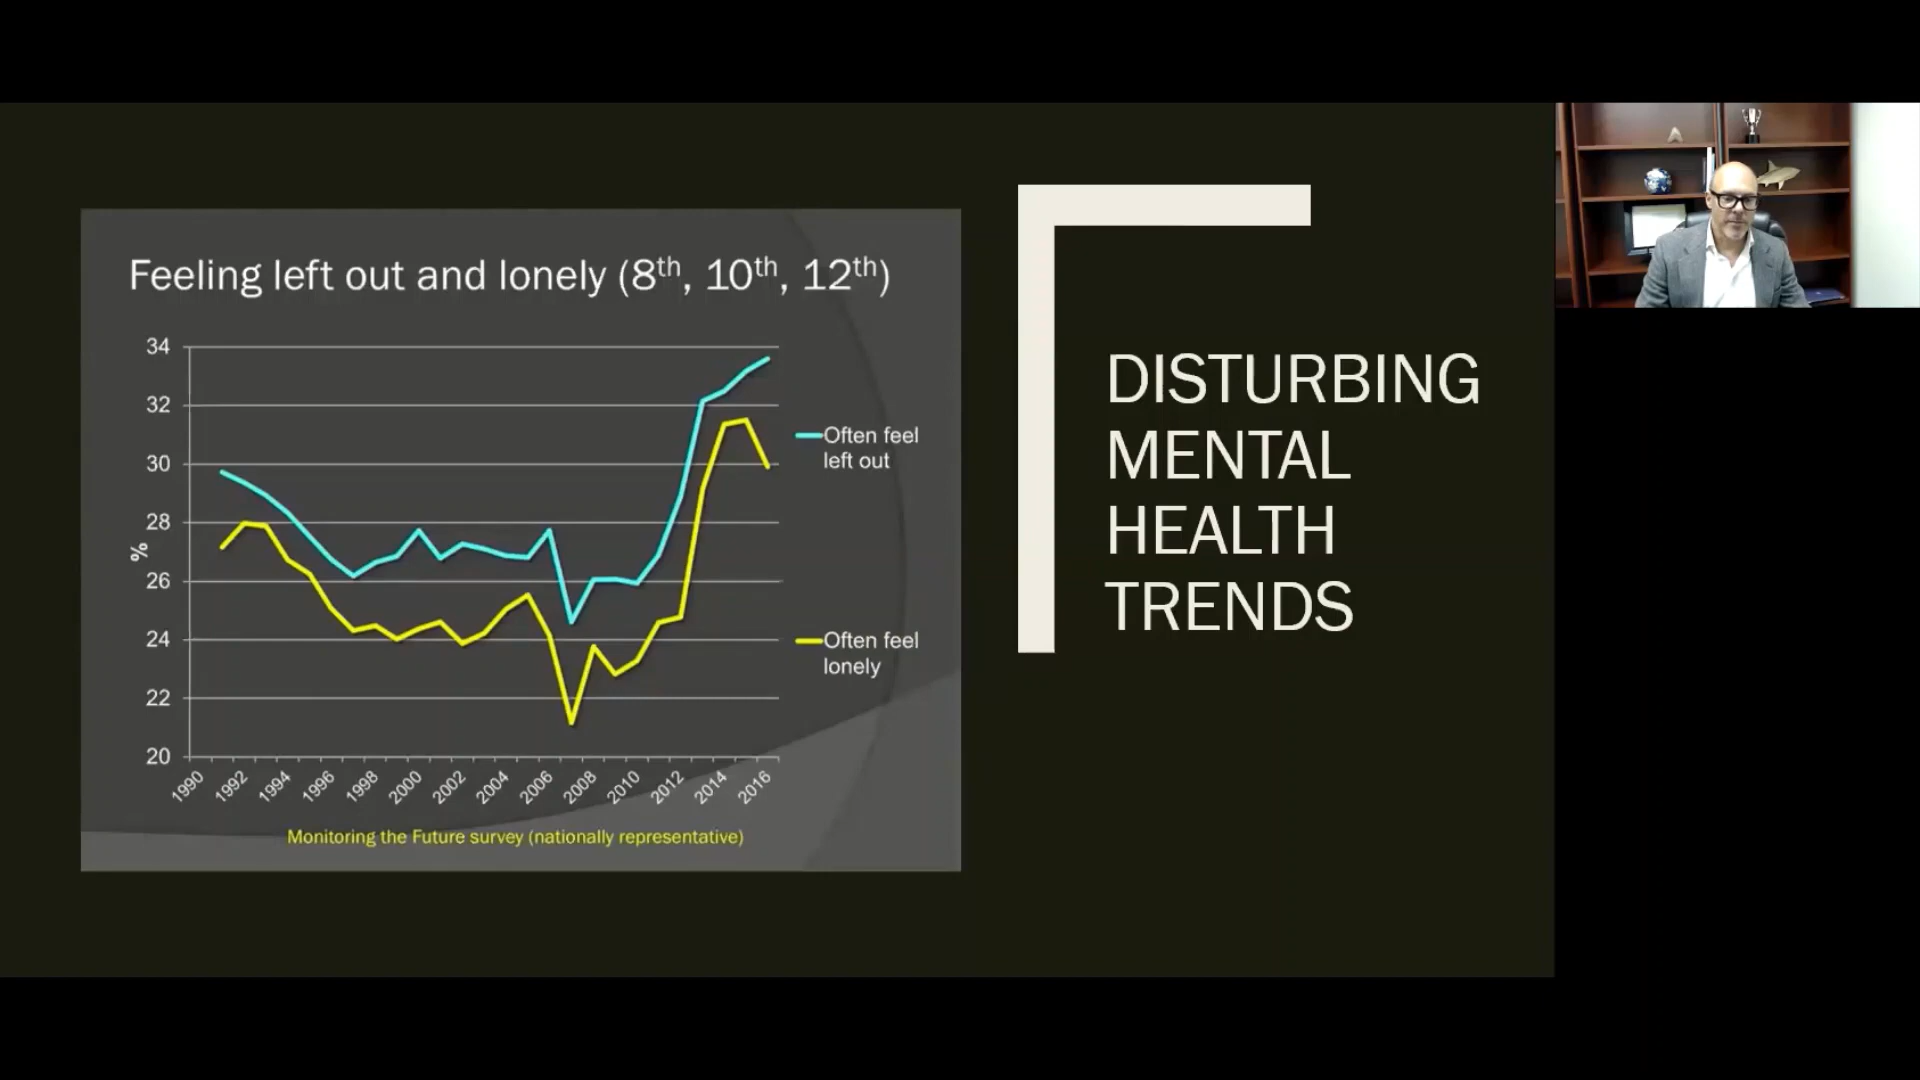 Feeling left out and lonely (8th, 10th, 12th)
34
32
30
28
26
24
22
20
%
1990
1992
1994
1996
1998
2000
2002
2004
2006
2008
2010
2012
2014
2016
Often feel
left out
Often feel
lonely
Monitoring the Future survey (nationally representative)
DISTURBING
MENTAL
HEALTH
TRENDS